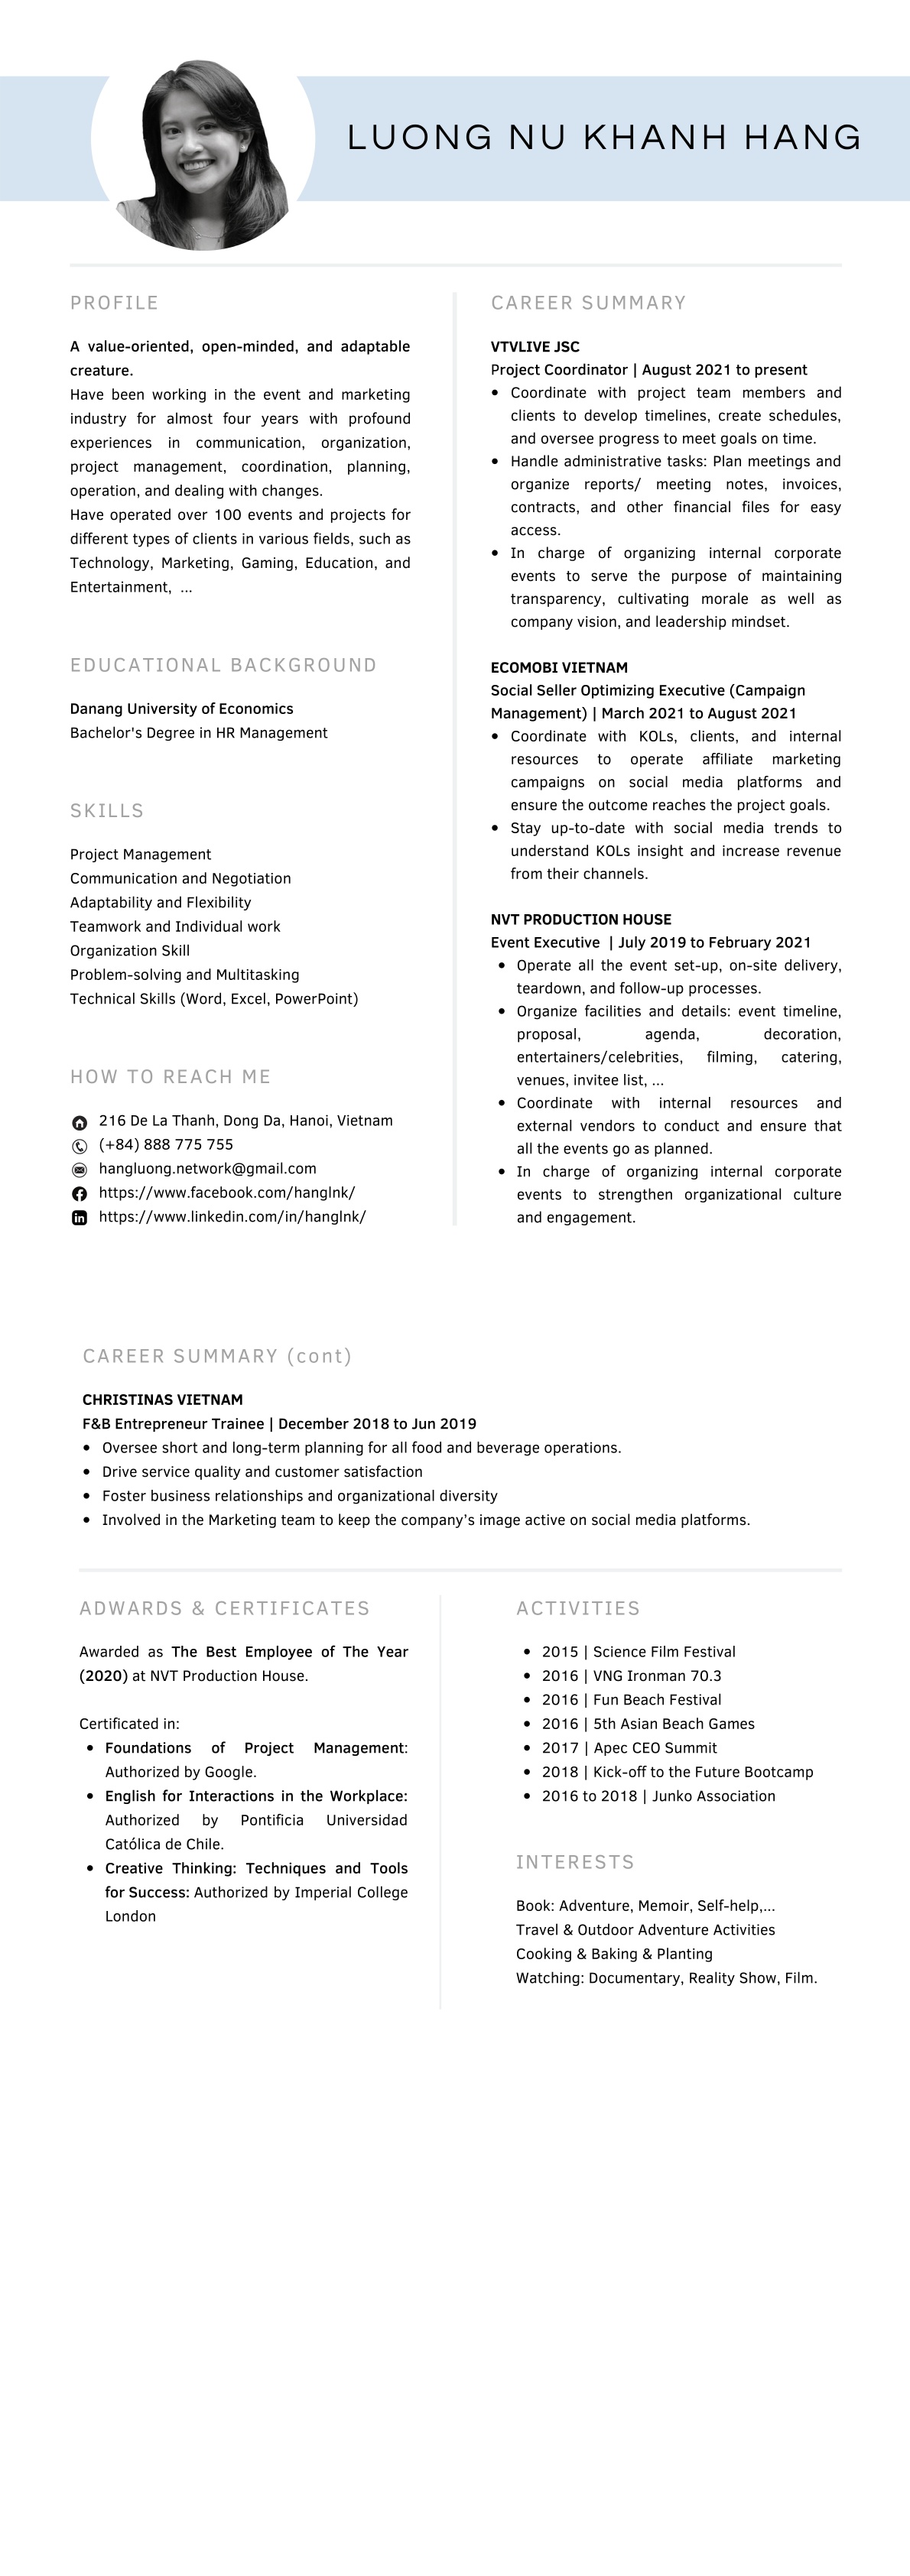 LUONG NU KHANH HANG
PROFILE
A value-oriented, open-minded, and adaptable
creature.
Have been working in the event and marketing
industry for almost four years with profound
experiences in communication, organization,
project management, coordination, planning,
operation, and dealing with changes.
Have operated over 100 events and projects for
different types of clients in various fields, such as
Technology, Marketing, Gaming, Education, and
Entertainment, ...
EDUCATIONAL BACKGROUND
Danang University of Economics
Bachelor's Degree in HR Management
SKILLS
Project Management
Communication and Negotiation
Adaptability and Flexibility
Teamwork and Individual work
Organization Skill
Problem-solving and Multitasking
Technical Skills (Word, Excel, PowerPoint)
HOW TO REACH ME
216 De La Thanh, Dong Da, Hanoi, Vietnam
(+84) 888 775 755
hangluong.network@gmail.com
https://www.facebook.com/hanglnk/
https://www.linkedin.com/in/hanglnk/
CAREER SUMMARY
VTVLIVE JSC
Project Coordinator | August 2021 to present
• Coordinate with project team members and
clients to develop timelines, create schedules,
and oversee progress to meet goals on time.
• Handle administrative tasks: Plan meetings and
organize reports/ meeting notes, invoices,
contracts, and other financial files for easy
access.
• In charge of organizing internal corporate
events to serve the purpose of maintaining
transparency, cultivating morale as well as
company vision, and leadership mindset.
ECOMOBI VIETNAM
Social Seller Optimizing Executive (Campaign
Management) | March 2021 to August 2021
• Coordinate with KOLs, clients, and internal
resources to operate affiliate marketing
campaigns on social media platforms and
ensure the outcome reaches the project goals.
• Stay up-to-date with social media trends to
understand KOLs insight and increase revenue
from their channels.
NVT PRODUCTION HOUSE
Event Executive | July 2019 to February 2021
• Operate all the event set-up, on-site delivery,
teardown, and follow-up processes.
• Organize facilities and details: event timeline,
proposal, agenda, decoration,
entertainers/celebrities, filming, catering,
venues, invitee list, ...
• Coordinate with internal resources and
external vendors to conduct and ensure that
all the events go as planned.
• In charge of organizing internal corporate
events to strengthen organizational culture
and engagement.
CAREER SUMMARY (cont)
CHRISTINAS VIETNAM
F&B Entrepreneur Trainee | December 2018 to Jun 2019
• Oversee short and long-term planning for all food and beverage operations.
• Drive service quality and customer satisfaction
• Foster business relationships and organizational diversity
• Involved in the Marketing team to keep the company’s image active on social media platforms.
ADWARDS & CERTIFICATES
Awarded as The Best Employee of The Year
(2020) at NVT Production House.
Certificated in:
• Foundations of Project Management:
Authorized by Google.
• English for Interactions in the Workplace:
Authorized by Pontificia Universidad
Católica de Chile.
• Creative Thinking: Techniques and Tools
for Success: Authorized by Imperial College
London
ACTIVITIES
• 2015 | Science Film Festival
• 2016 | VNG Ironman 70.3
• 2016 | Fun Beach Festival
• 2016 | 5th Asian Beach Games
• 2017 | Apec CEO Summit
• 2018 | Kick-off to the Future Bootcamp
• 2016 to 2018 | Junko Association
INTERESTS
Book: Adventure, Memoir, Self-help,...
Travel & Outdoor Adventure Activities
Cooking & Baking & Planting
Watching: Documentary, Reality Show, Film.